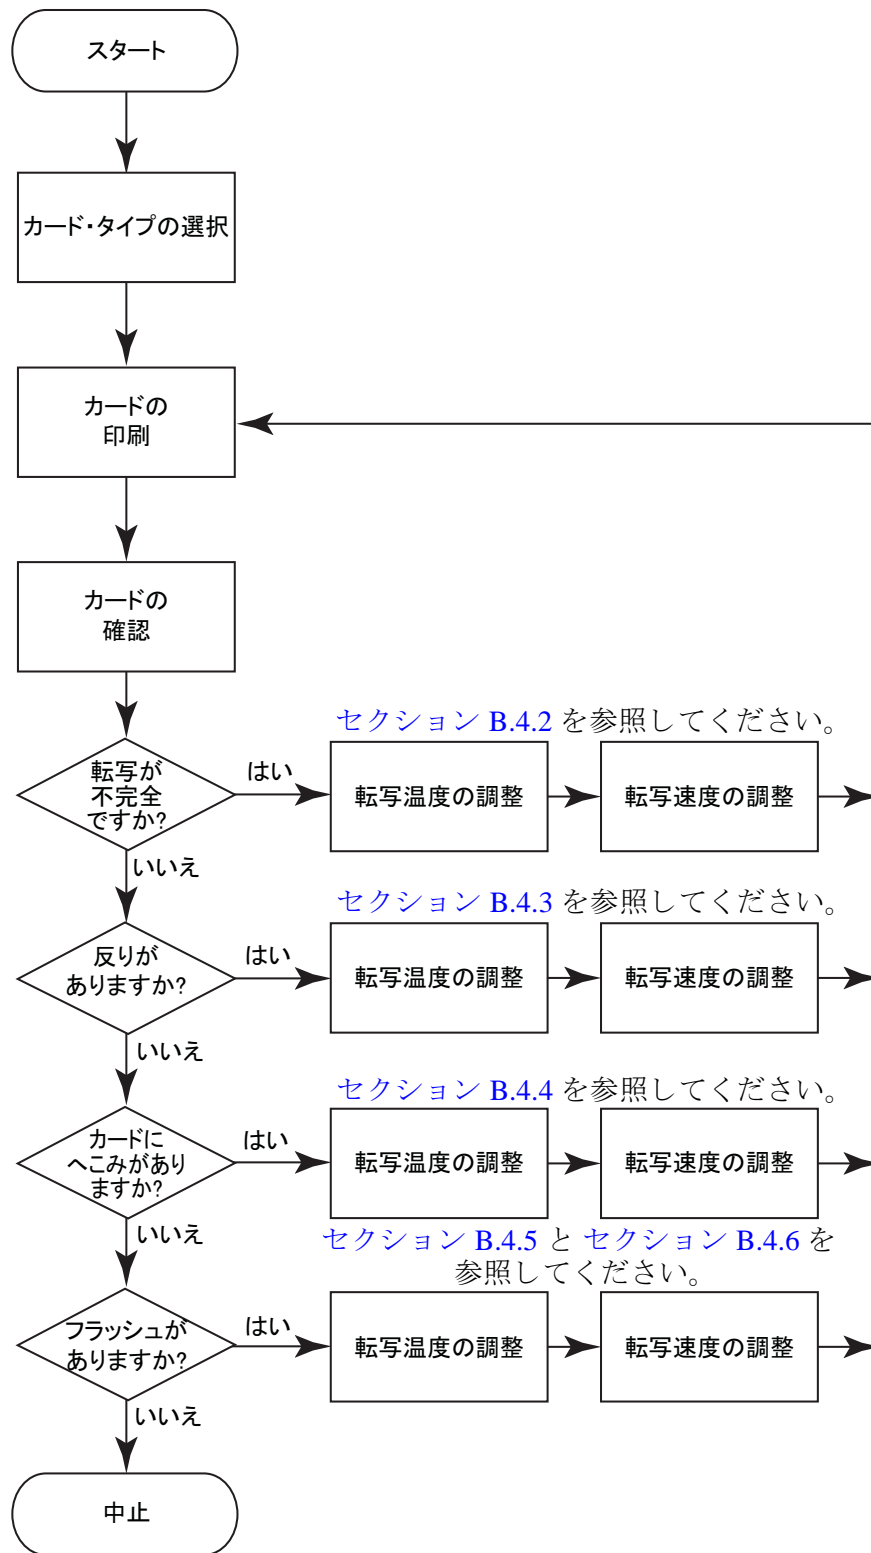 スタート
カード・タイプの選択
カードの
印刷
カードの
確認
セクション B.4.2 を参照してください。
転写が
不完全
ですか?
はい
転写温度の調整
転写速度の調整
いいえ
セクション B.4.3 を参照してください。
反りが
ありますか?
はい
転写温度の調整
転写速度の調整
いいえ
セクション B.4.4 を参照してください。
カードに
へこみがあり
ますか?
はい
転写温度の調整
転写速度の調整
いいえ
セクション B.4.5 と セクション B.4.6 を
参照してください。
フラッシュが
ありますか?
はい
転写温度の調整
転写速度の調整
いいえ
中止